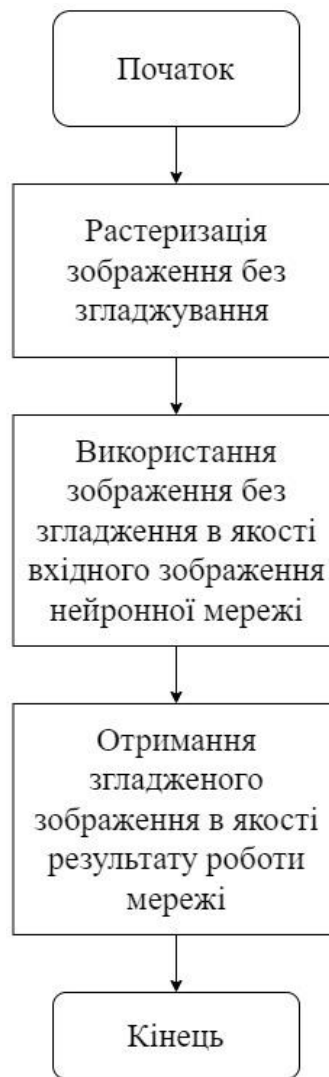 Початок
Растеризація
зображення без
згладжування
Використання
зображення без
згладження в якості
вхідного зображення
нейронної мережі
Отримання
згладженого
зображення в якості
результату роботи
мережі
Кінець